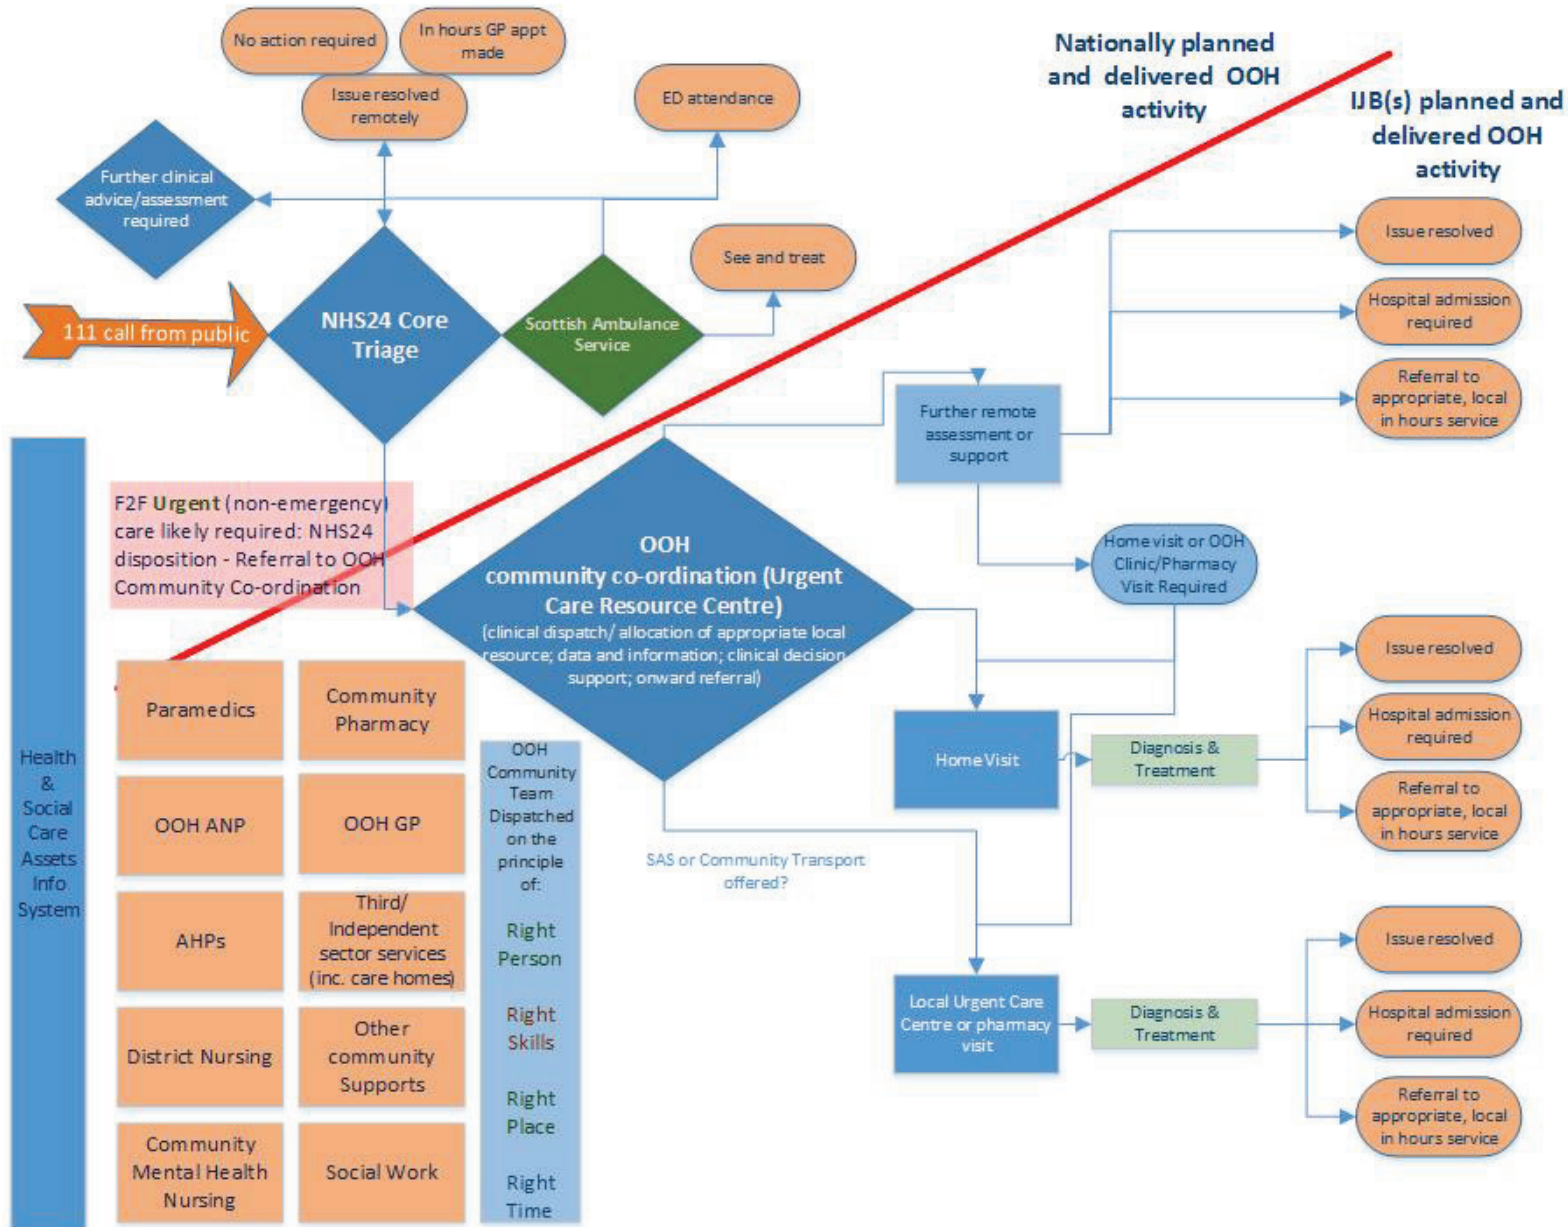 No action required
In hours GP appt
made
Issue resolved
remotely
ED attendance
Nationally planned
and delivered OOH
activity
IJB(s) planned and
delivered OOH
activity
Further clinical
advice/assessment
required
See and treat
111 call from public
NHS24 Core
Triage
Scottish Ambulance
Service
Issue resolved
Hospital admission
required
Referral to
appropriate, local
in hours service
Further remote
assessment or
support
F2F Urgent (non-emergency)
care likely required: NHS24
disposition - Referral to OOH
Community Co-ordination
OOH
community co-ordination (Urgent
Care Resource Centre)
(clinical dispatch/ allocation of appropriate local
resource; data and information; clinical decision
support; onward referral)
Home visit or OOH
Clinic/Pharmacy
Visit Required
Health
&
Social
Care
Assets
Info
System
Paramedics
Community
Pharmacy
OOH ANP
OOH GP
AHPs
Third/
Independent
sector services
(inc. care homes)
District Nursing
Other
community
Supports
Community
Mental Health
Nursing
Social Work
OOH
Community
Team
Dispatched
on the
principle
of:
Right
Person
Right
Skills
Right
Place
Right
Time
SAS or Community Transport
offered?
Home Visit
Diagnosis &
Treatment
Issue resolved
Hospital admission
required
Referral to
appropriate, local
in hours service
Local Urgent Care
Centre or pharmacy
visit
Diagnosis &
Treatment
Issue resolved
Hospital admission
required
Referral to
appropriate, local
in hours service